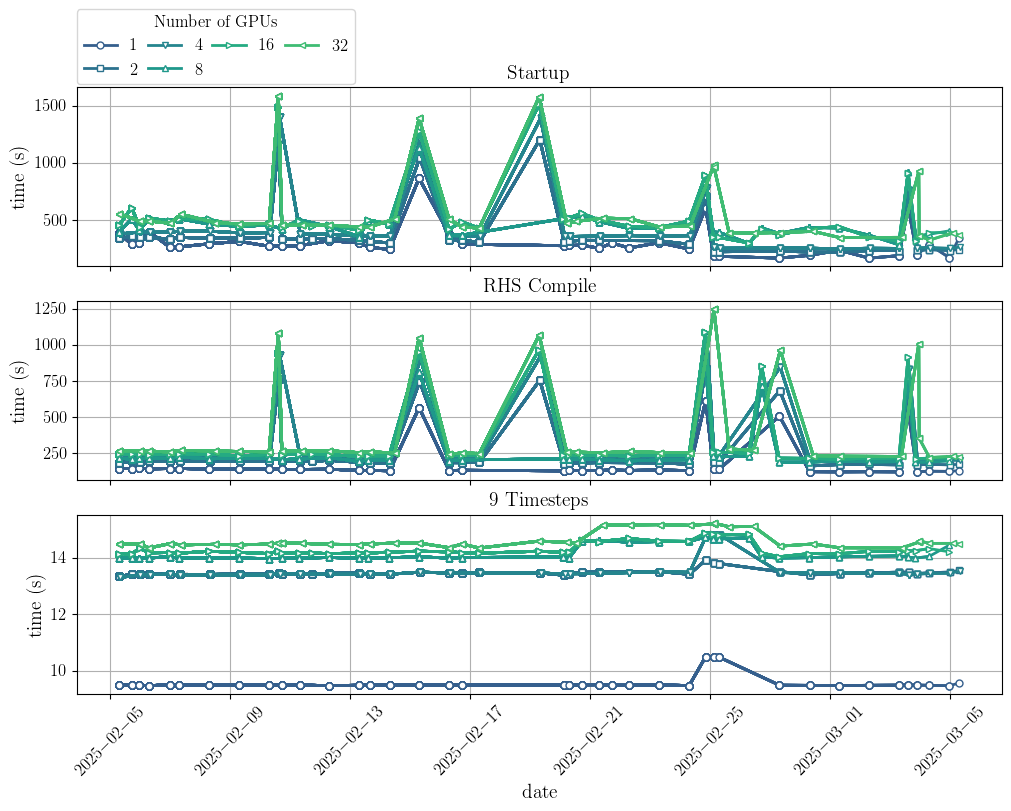 Number of GPUs
1 4 16 32
2 8
Startup
1500
1000
500
time (s)
RHS Compile
1250
1000
750
500
250
time (s)
9 Timesteps
14
12
10
time (s)
2025−02−05 2025−02−09 2025−02−13 2025−02−17 2025−02−21 2025−02−25 2025−03−01 2025−03−05
date